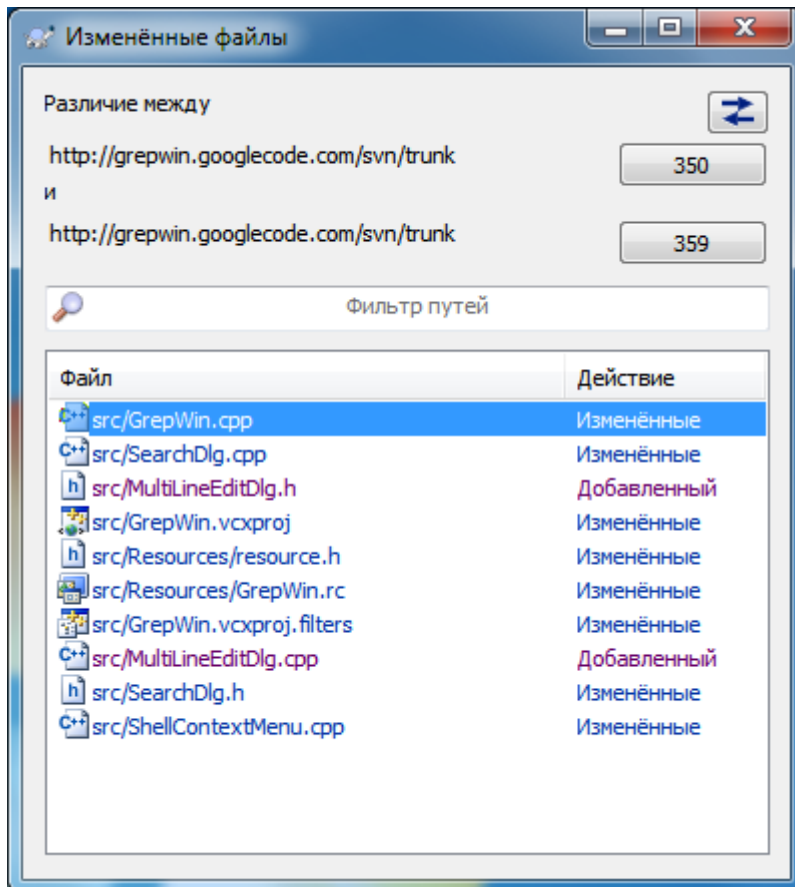 Изменённые файлы
Различие между
http://grepwin.googlecode.com/svn/trunk
350
и
http://grepwin.googlecode.com/svn/trunk
359
Фильтр путей
Файл Действие
src/GrepWin.cpp Изменённые
src/SearchDlg.cpp Изменённые
src/MultiLineEditDlg.h Добавленный
src/GrepWin.vcxproj Изменённые
src/Resources/resource.h Изменённые
src/Resources/GrepWin.rc Изменённые
src/GrepWin.vcxproj.filters Изменённые
src/MultiLineEditDlg.cpp Добавленный
src/SearchDlg.h Изменённые
src/ShellContextMenu.cpp Изменённые